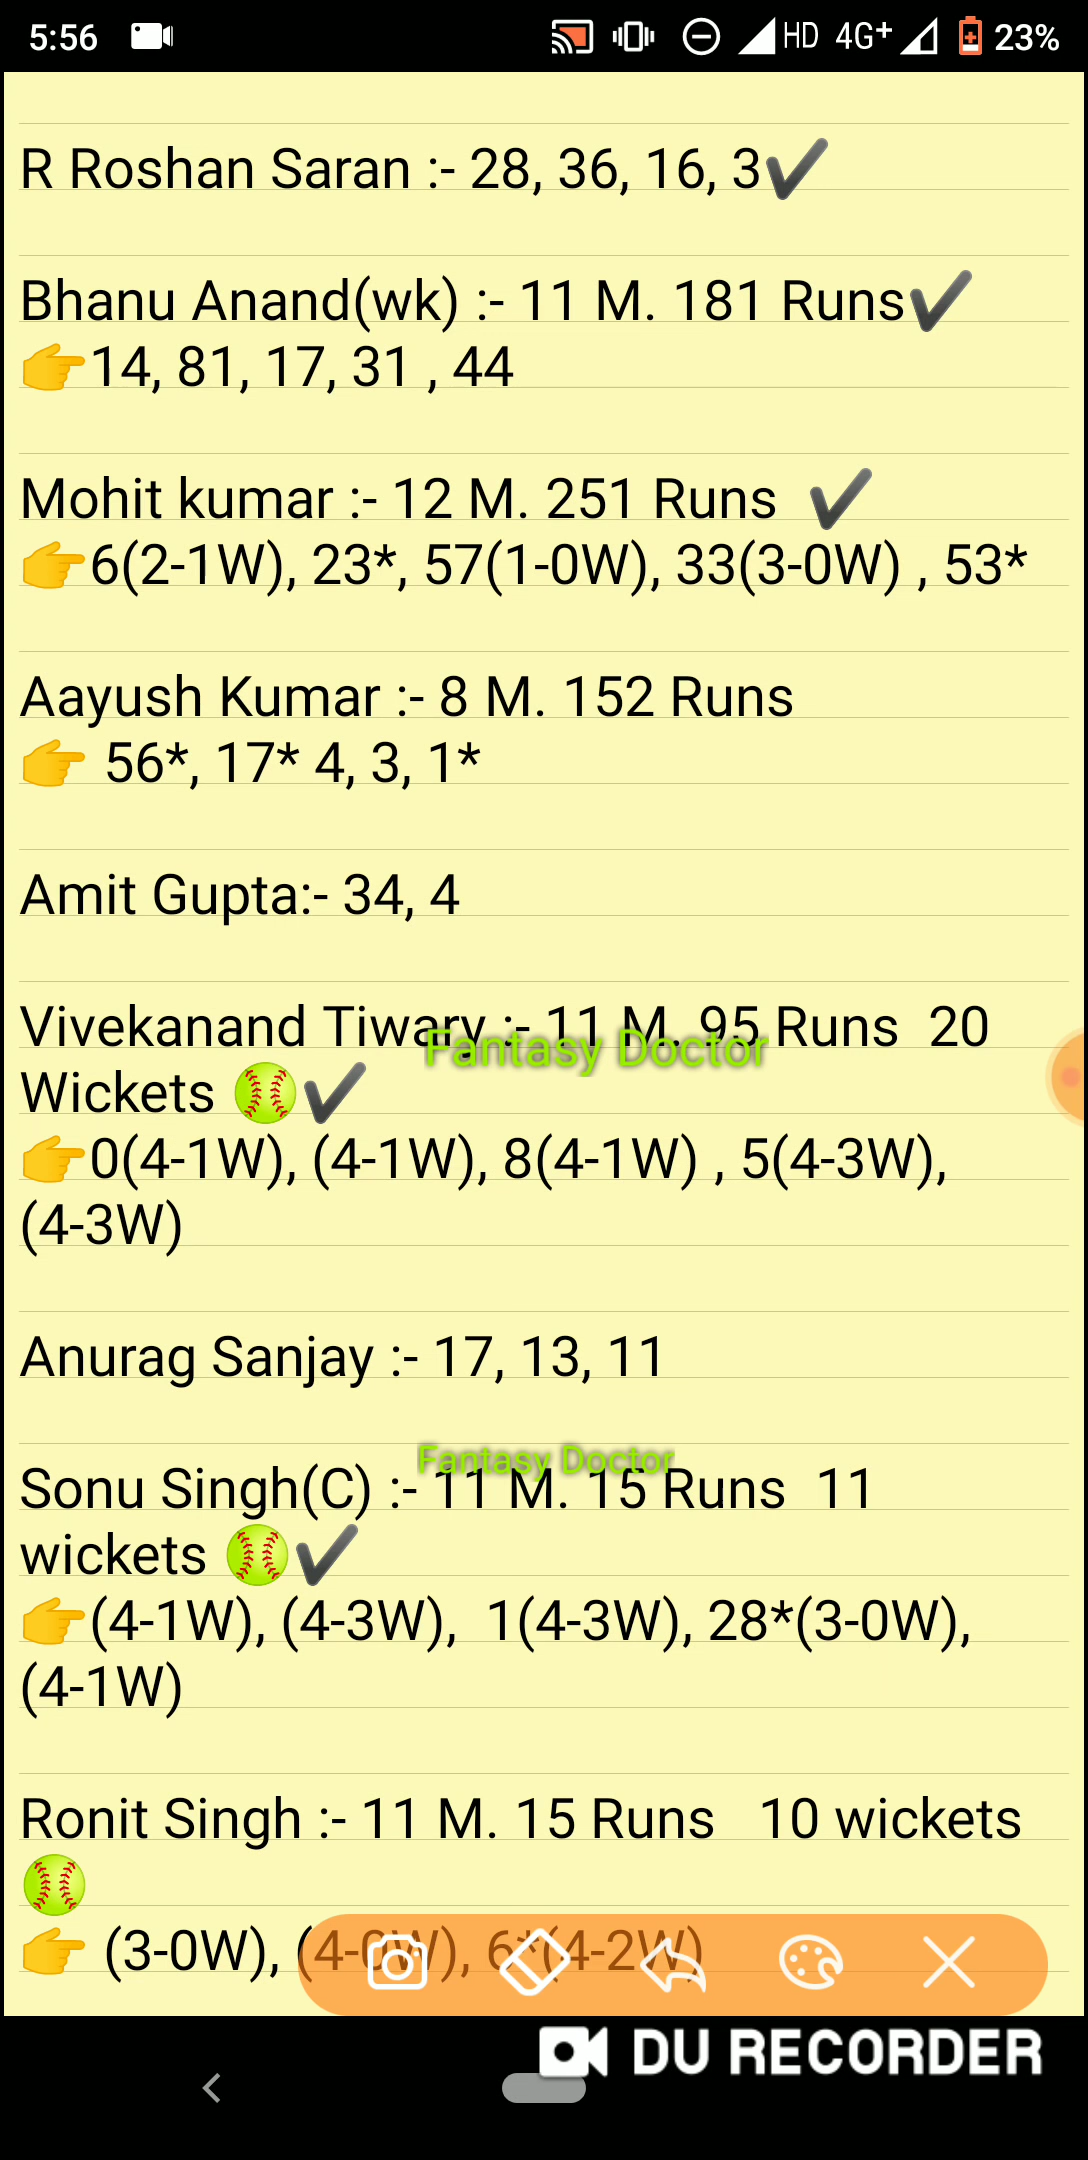 5:56 HD 4G+ 23%
R Roshan Saran :- 28, 36, 16, 3✔
Bhanu Anand(wk) :- 11 M. 181 Runs✔
👉14, 81, 17, 31 , 44
Mohit kumar :- 12 M. 251 Runs ✔
👉6(2-1W), 23*, 57(1-0W), 33(3-0W) , 53*
Aayush Kumar :- 8 M. 152 Runs
👉 56*, 17* 4, 3, 1*
Amit Gupta:- 34, 4
Vivekanand Tiwary :- 11 M. 95 Runs 20
Fantasy Doctor
Wickets 🥎✔
👉0(4-1W), (4-1W), 8(4-1W) , 5(4-3W),
(4-3W)
Anurag Sanjay :- 17, 13, 11
Fantasy Doctor
Sonu Singh(C) :- 11 M. 15 Runs 11
wickets 🥎✔
👉(4-1W), (4-3W), 1(4-3W), 28*(3-0W),
(4-1W)
Ronit Singh :- 11 M. 15 Runs 10 wickets
🥎
👉 (3-0W), (4-0W), 6*(4-2W)
DU RECORDER